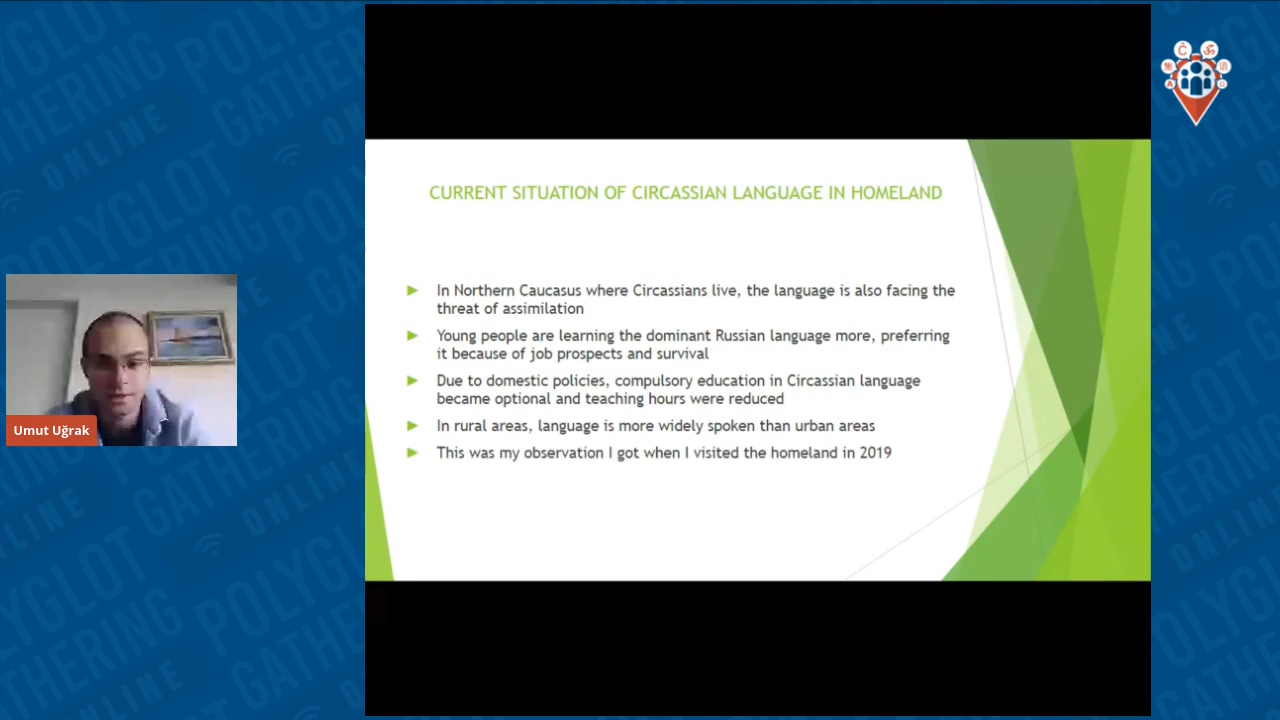 POLYGLOT
GATHERING
ONLINE
CURRENT SITUATION OF CIRCASSIAN LANGUAGE IN HOMELAND
In Northern Caucasus where Circassians live, the language is also facing the
threat of assimilation
Young people are learning the dominant Russian language more, preferring
it because of job prospects and survival
Due to domestic policies, compulsory education in Circassian language
became optional and teaching hours were reduced
In rural areas, language is more widely spoken than urban areas
This was my observation I got when I visited the homeland in 2019
Umut Uğrak